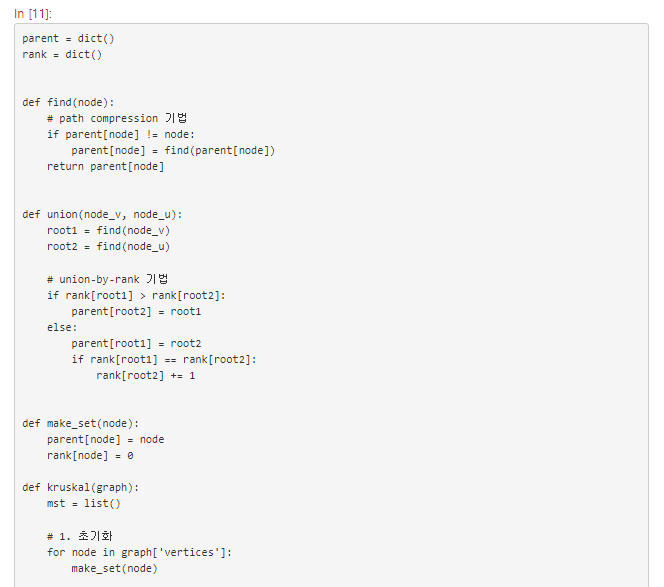 In [11]:
parent = dict()
rank = dict()
def find(node):
    # path compression 기법
    if parent[node] != node:
        parent[node] = find(parent[node])
    return parent[node]
def union(node_v, node_u):
    root1 = find(node_v)
    root2 = find(node_u)
    # union-by-rank 기법
    if rank[root1] > rank[root2]:
        parent[root2] = root1
    else:
        parent[root1] = root2
        if rank[root1] == rank[root2]:
            rank[root2] += 1
def make_set(node):
    parent[node] = node
    rank[node] = 0
def kruskal(graph):
    mst = list()
    # 1. 초기화
    for node in graph['vertices']:
        make_set(node)